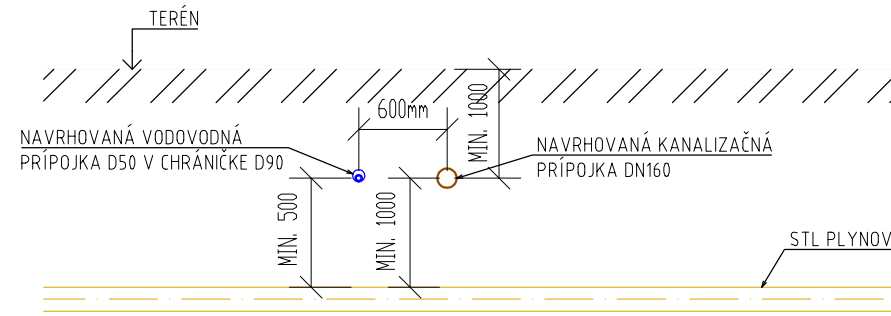 TERÉN
600mm
MIN. 1000
NAVRHOVANÁ VODOVODNÁ
PRÍPOJKA D50 V CHRÁNIČKE D90
NAVRHOVANÁ KANALIZAČNÁ
PRÍPOJKA DN160
MIN. 500
MIN. 1000
STL PLYNOV